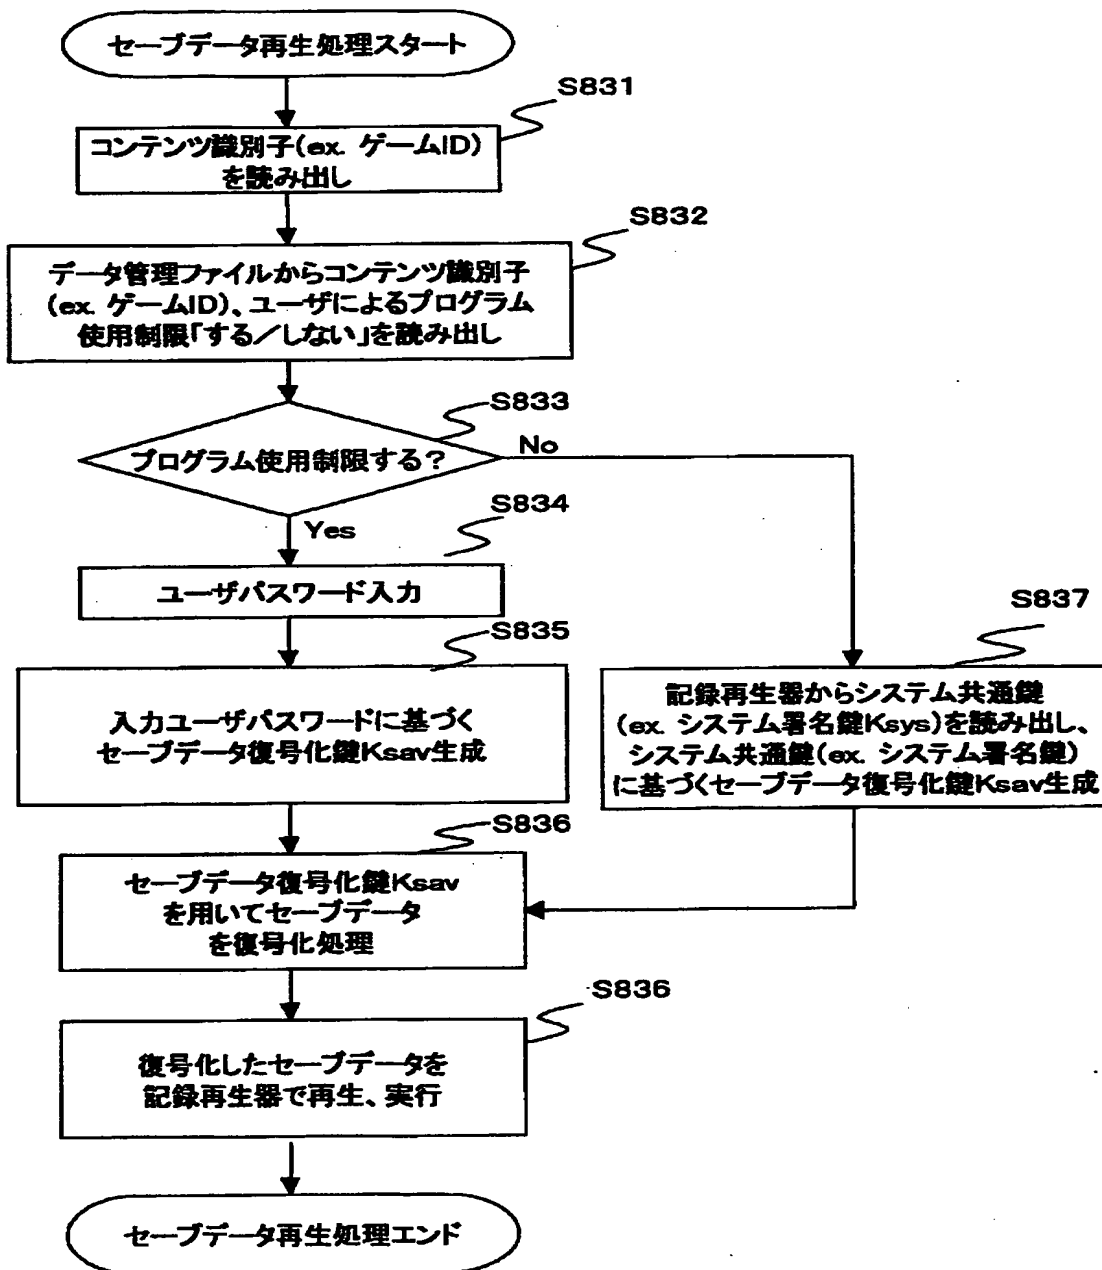 セーブデータ再生処理スタート
S831
コンテンツ識別子(ex. ゲームID)
を読み出し
S832
データ管理ファイルからコンテンツ識別子
(ex. ゲームID)、ユーザによるプログラム
使用制限「する／しない」を読み出し
S833
プログラム使用制限する？
No
Yes
S834
ユーザパスワード入力
S835
入力ユーザパスワードに基づく
セーブデータ復号化鍵Ksav生成
S837
記録再生器からシステム共通鍵
(ex. システム署名鍵Ksys)を読み出し、
システム共通鍵(ex. システム署名鍵)
に基づくセーブデータ復号化鍵Ksav生成
S836
セーブデータ復号化鍵Ksav
を用いてセーブデータ
を復号化処理
S836
復号化したセーブデータを
記録再生器で再生、実行
セーブデータ再生処理エンド